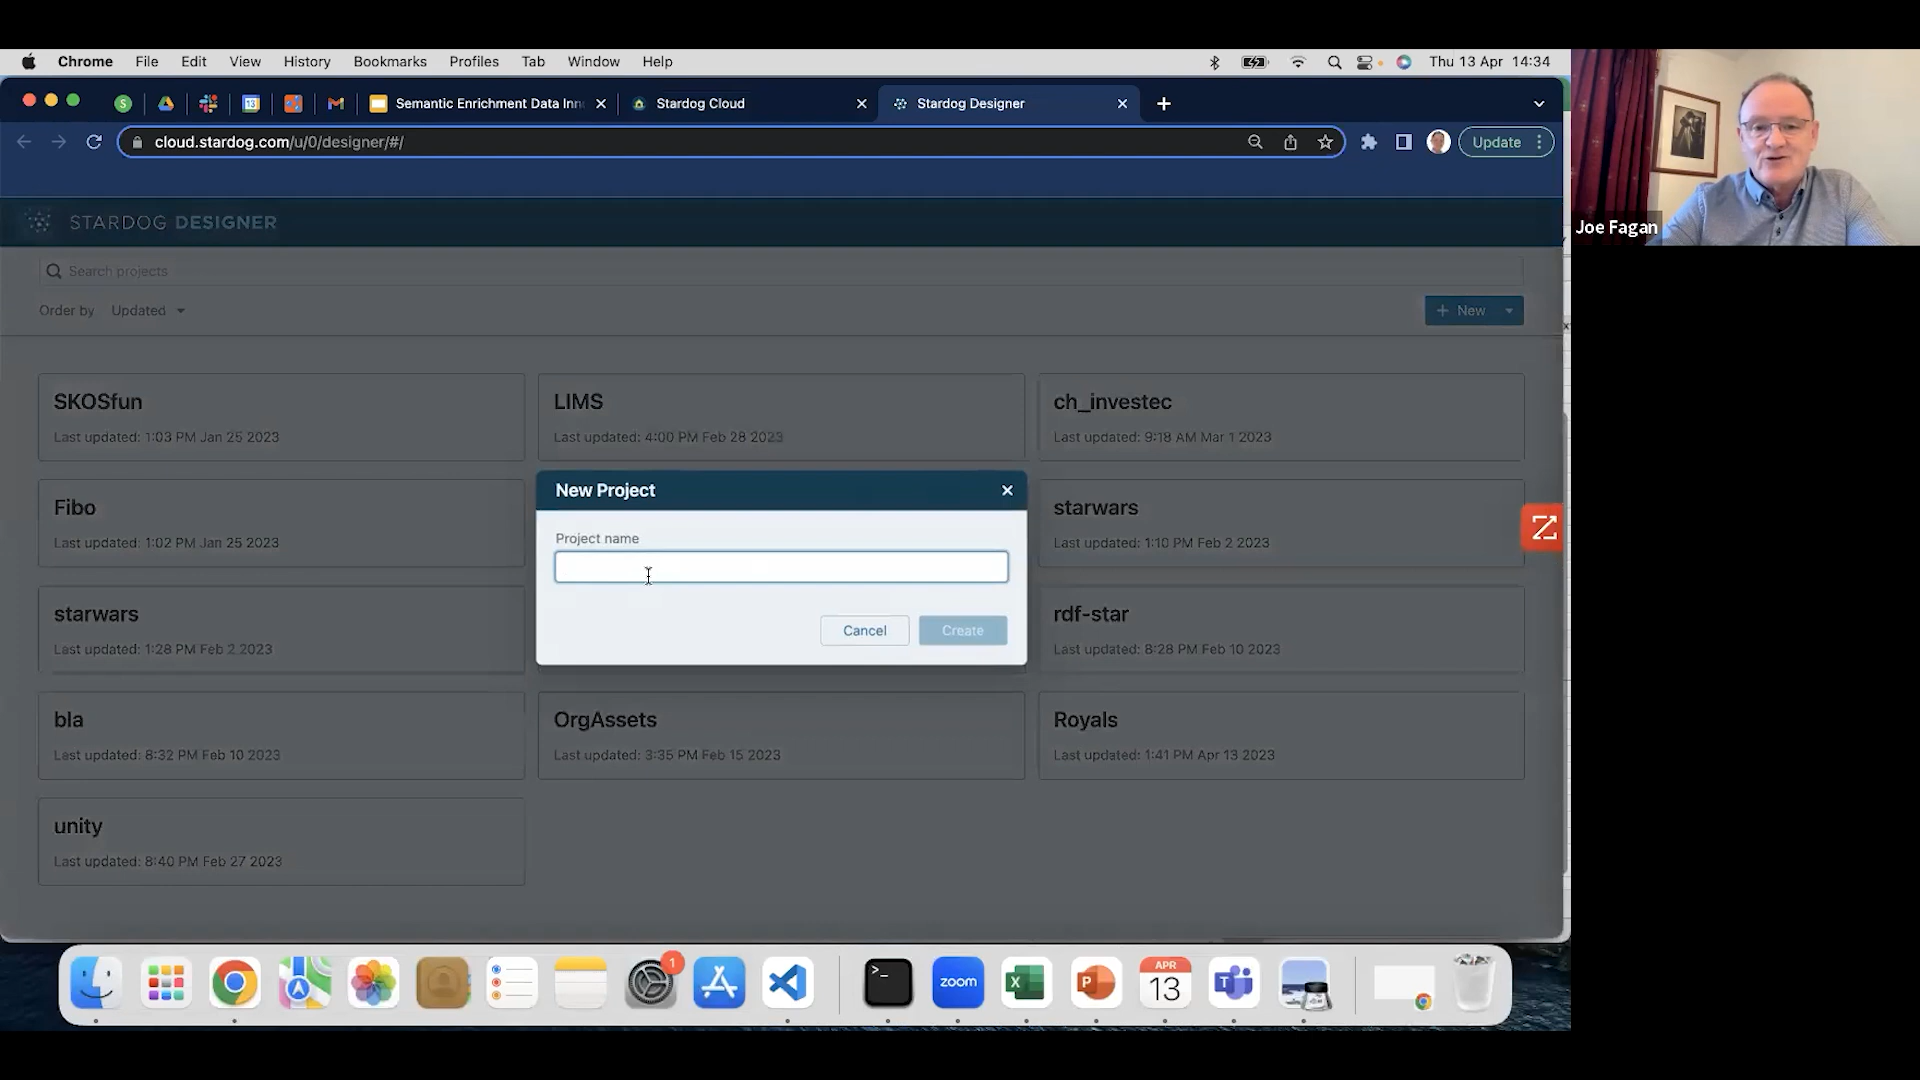 Chrome File Edit View History Bookmarks Profiles Tab Window Help Thu 13 Apr 14:34
S 13 Semantic Enrichment Data Inn Stardog Cloud Stardog Designer
cloud.stardog.com/u/0/designer/#/ Update
STARDOG DESIGNER
Joe Fagan
Search projects
Order by Updated + New
SKOSfun LIMS ch_investec
Last updated: 1:03 PM Jan 25 2023 Last updated: 4:00 PM Feb 28 2023 Last updated: 9:18 AM Mar 1 2023
New Project
Project name
Cancel Create
Fibo starwars
Last updated: 1:02 PM Jan 25 2023 Last updated: 1:10 PM Feb 2 2023
starwars rdf-star
Last updated: 1:28 PM Feb 2 2023 Last updated: 8:28 PM Feb 10 2023
bla OrgAssets Royals
Last updated: 8:32 PM Feb 10 2023 Last updated: 3:35 PM Feb 15 2023 Last updated: 1:41 PM Apr 13 2023
unity
Last updated: 8:40 PM Feb 27 2023
1 zoom X P APR 13 T